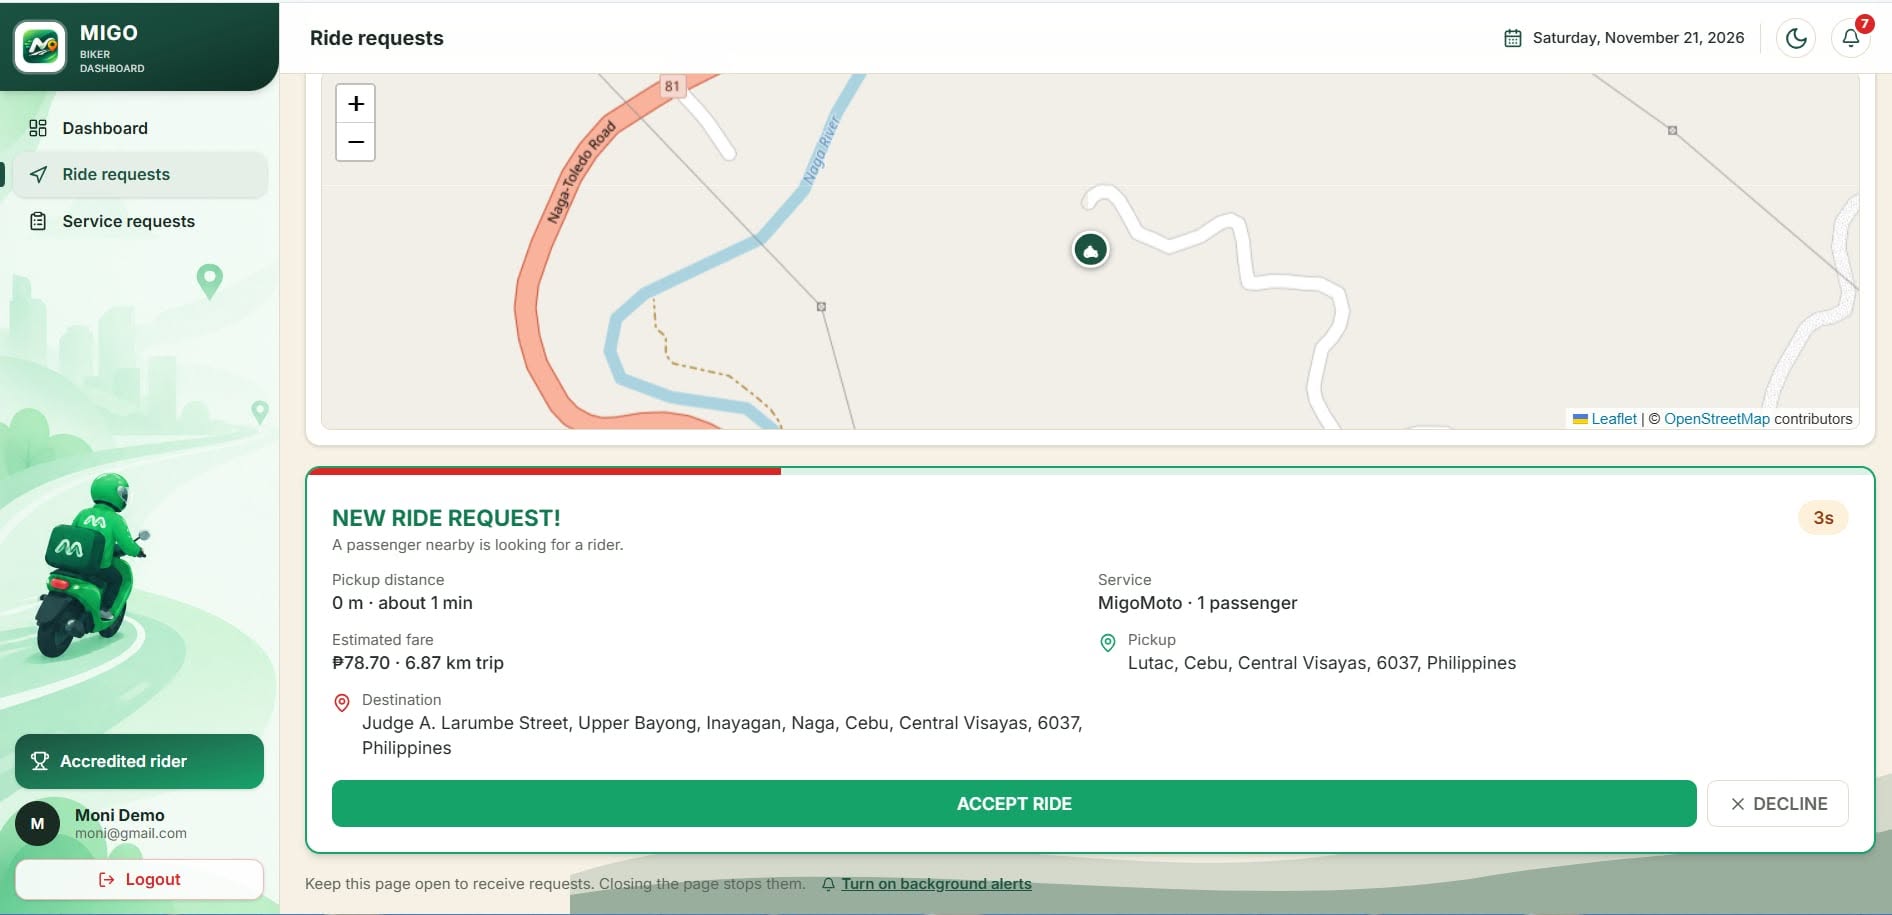 MIGO
BIKER
DASHBOARD
Ride requests
Saturday, November 21, 2026
7
Dashboard
Ride requests
Service requests
Accredited rider
M
Moni Demo
moni@gmail.com
Logout
+
−
81
Naga-Toledo Road
Naga River
Leaflet | © OpenStreetMap contributors
NEW RIDE REQUEST!
3s
A passenger nearby is looking for a rider.
Pickup distance
0 m · about 1 min
Service
MigoMoto · 1 passenger
Estimated fare
₱78.70 · 6.87 km trip
Pickup
Lutac, Cebu, Central Visayas, 6037, Philippines
Destination
Judge A. Larumbe Street, Upper Bayong, Inayagan, Naga, Cebu, Central Visayas, 6037,
Philippines
ACCEPT RIDE
DECLINE
Keep this page open to receive requests. Closing the page stops them. Turn on background alerts